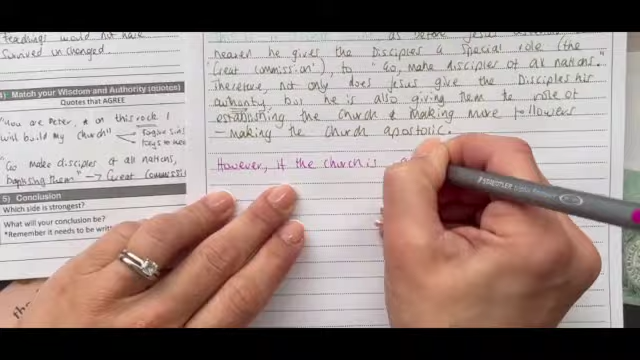 teachings would not have
survived unchanged.
4) Match your Wisdom and Authority (quotes)
Quotes that AGREE
"You are Peter, & on this rock I
will build my Church"
Forgive sins
keys to
"Go make disciples of all nations,
baptising them" → Great commission
5) Conclusion
Which side is strongest?
What will your conclusion be?
*Remember it needs to be
as before Jesus
heaven he gives the Disciples a special role (the
'Great commission'), to "Go, make disciples of all nations."
Therefore, not only does Jesus give the Disciples his
authority, but he is also giving them the role of
establishing the Church & making more followers
- making the Church apostolic.
However, if the church is
STAEDTLER